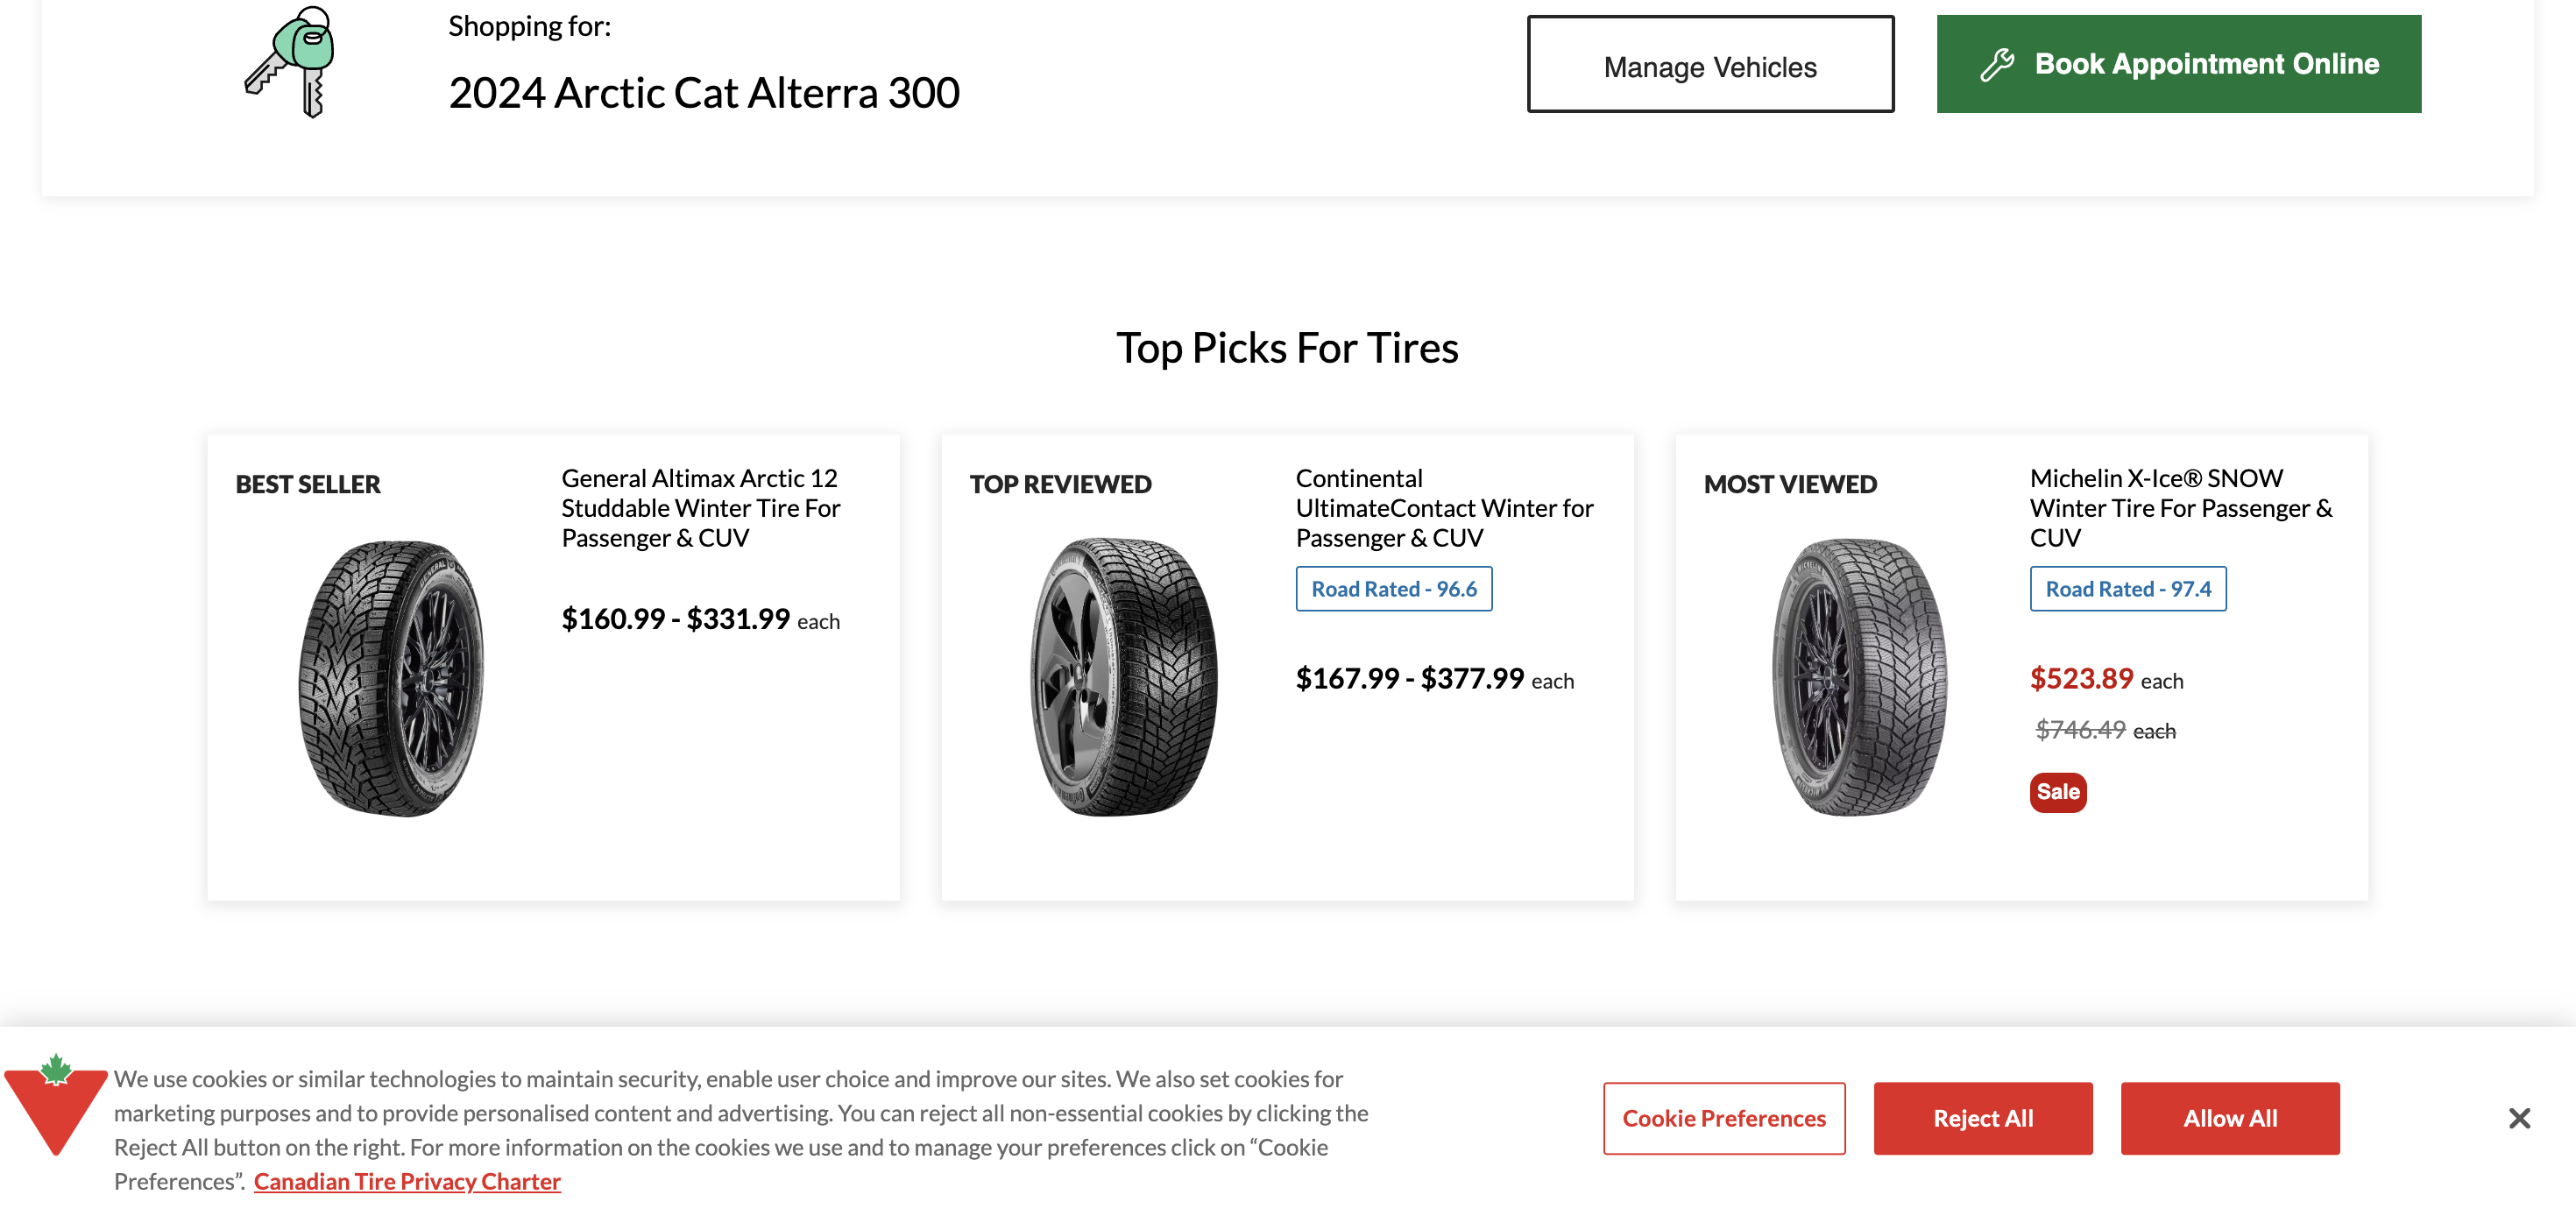 Shopping for:
2024 Arctic Cat Alterra 300
Manage Vehicles
Book Appointment Online
Top Picks For Tires
BEST SELLER
General Altimax Arctic 12
Studdable Winter Tire For
Passenger & CUV
$160.99 - $331.99 each
TOP REVIEWED
Continental
UltimateContact Winter for
Passenger & CUV
Road Rated - 96.6
$167.99 - $377.99 each
MOST VIEWED
Michelin X-Ice® SNOW
Winter Tire For Passenger &
CUV
Road Rated - 97.4
$523.89 each
$746.49 each
Sale
We use cookies or similar technologies to maintain security, enable user choice and improve our sites. We also set cookies for
marketing purposes and to provide personalised content and advertising. You can reject all non-essential cookies by clicking the
Reject All button on the right. For more information on the cookies we use and to manage your preferences click on “Cookie
Preferences”. Canadian Tire Privacy Charter
Cookie Preferences
Reject All
Allow All